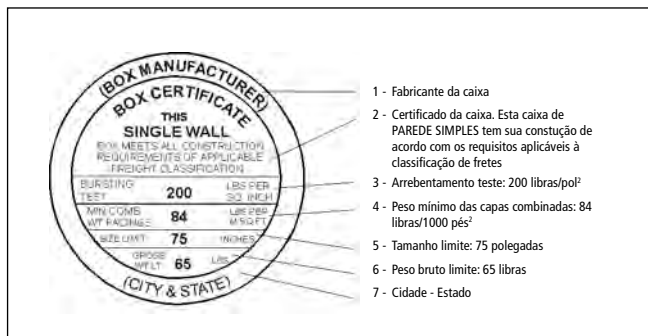 (BOX MANUFACTURER)
BOX CERTIFICATE
THIS
SINGLE WALL
BOX MEETS ALL CONSTRUCTION
REQUIREMENTS OF APPLICABLE
FREIGHT CLASSIFICATION
BURSTING
TEST
200
LBS PER
SQ. INCH
MIN COMB
WT FACINGS
84
LBS PER
M SQ FT
SIZE LIMIT
75
INCHES
GROSS
WT LT
65
LBS.
(CITY & STATE)
1 - Fabricante da caixa
2 - Certificado da caixa. Esta caixa de
PAREDE SIMPLES tem sua constução de
acordo com os requisitos aplicáveis à
classificação de fretes
3 - Arrebentamento teste: 200 libras/pol²
4 - Peso mínimo das capas combinadas: 84
libras/1000 pés²
5 - Tamanho limite: 75 polegadas
6 - Peso bruto limite: 65 libras
7 - Cidade - Estado